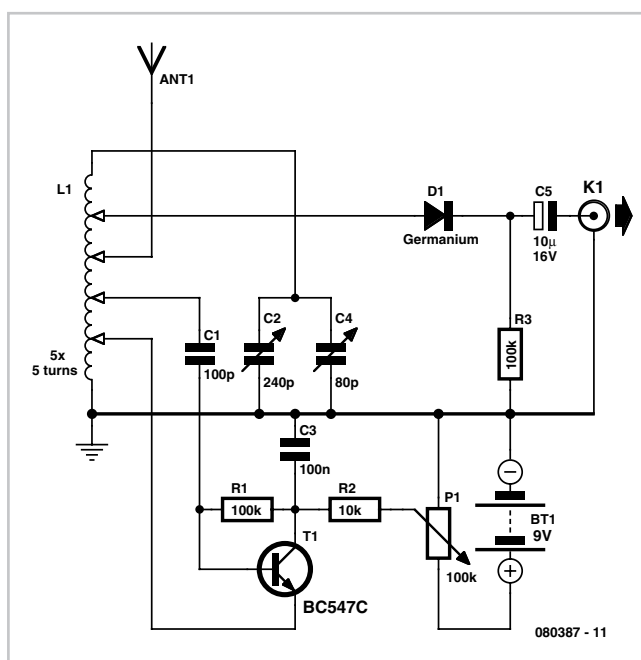 ANT1
L1
D1
Germanium
C5
10µ
16V
K1
5x
5 turns
C1
100p
C2
240p
C4
80p
R3
100k
C3
100n
R1
100k
R2
10k
P1
100k
T1
BC547C
BT1
9V
080387 - 11